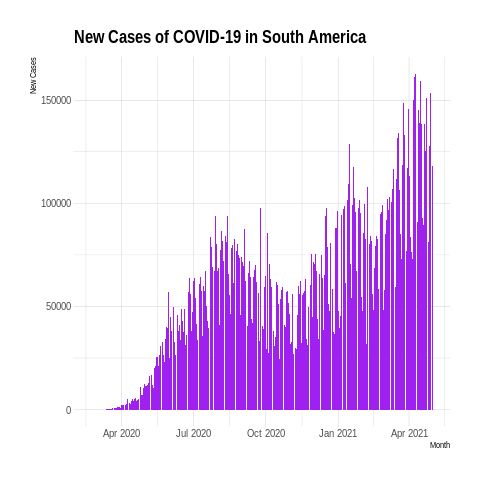 New Cases of COVID-19 in South America
New Cases
150000
100000
50000
0
Apr 2020
Jul 2020
Oct 2020
Jan 2021
Apr 2021
Month